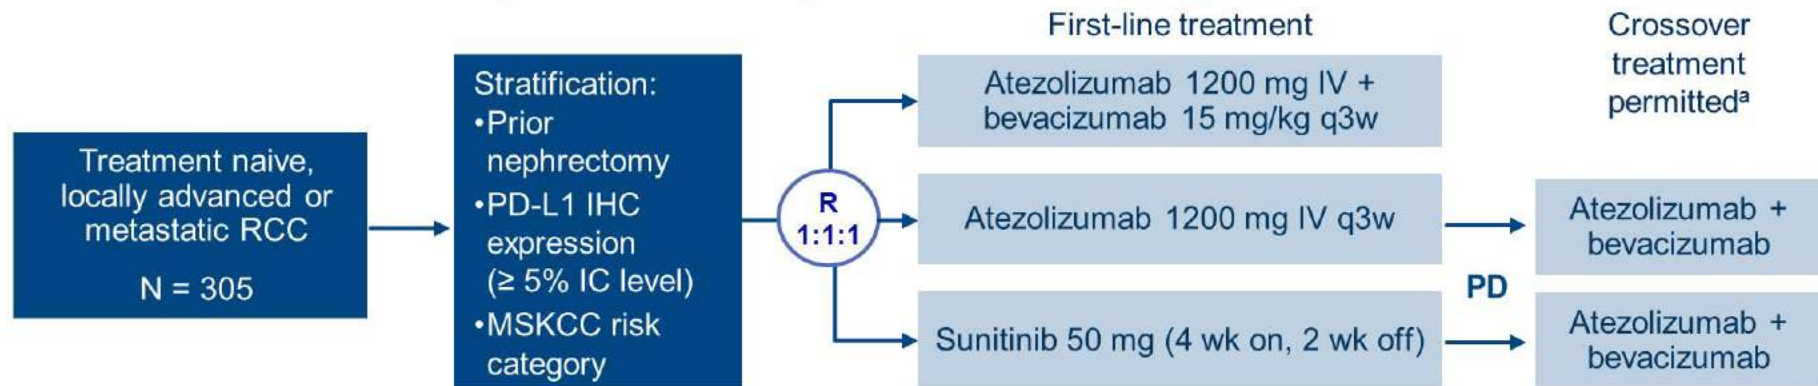 Treatment naive,
locally advanced or
metastatic RCC
N = 305
Stratification:
•Prior
nephrectomy
•PD-L1 IHC
expression
(≥ 5% IC level)
•MSKCC risk
category
R
1:1:1
First-line treatment
Atezolizumab 1200 mg IV +
bevacizumab 15 mg/kg q3w
Atezolizumab 1200 mg IV q3w
Sunitinib 50 mg (4 wk on, 2 wk off)
PD
Crossover
treatment
permittedᵃ
Atezolizumab +
bevacizumab
Atezolizumab +
bevacizumab